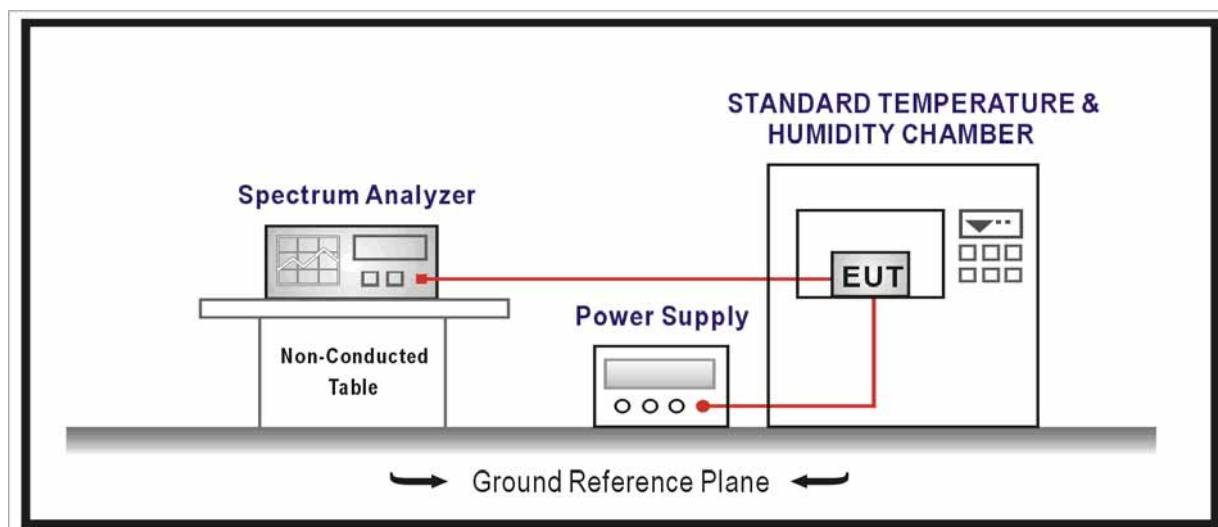 STANDARD TEMPERATURE &
HUMIDITY CHAMBER
Spectrum Analyzer
EUT
Power Supply
Non-Conducted
Table
Ground Reference Plane